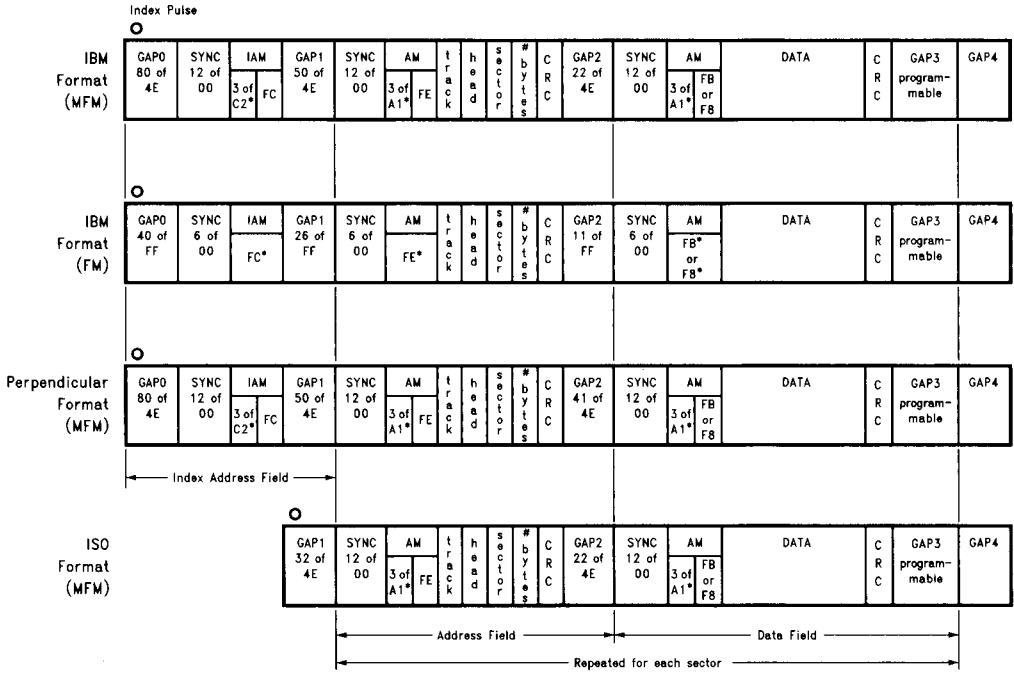 Index Pulse
IBM Format (MFM)
GAP0 80 of 4E
SYNC 12 of 00
IAM
3 of C2*
FC
GAP1 50 of 4E
SYNC 12 of 00
AM
3 of A1*
FE
track
head
sector
# bytes
CRC
GAP2 22 of 4E
SYNC 12 of 00
AM
3 of A1*
FB or F8
DATA
CRC
GAP3 program-mable
GAP4
IBM Format (FM)
GAP0 40 of FF
SYNC 6 of 00
IAM
FC*
GAP1 26 of FF
SYNC 6 of 00
AM
FE*
track
head
sector
# bytes
CRC
GAP2 11 of FF
SYNC 6 of 00
AM
FB* or F8*
DATA
CRC
GAP3 program-mable
GAP4
Perpendicular Format (MFM)
GAP0 80 of 4E
SYNC 12 of 00
IAM
3 of C2*
FC
GAP1 50 of 4E
SYNC 12 of 00
AM
3 of A1*
FE
track
head
sector
# bytes
CRC
GAP2 41 of 4E
SYNC 12 of 00
AM
3 of A1*
FB or F8
DATA
CRC
GAP3 program-mable
GAP4
Index Address Field
ISO Format (MFM)
GAP1 32 of 4E
SYNC 12 of 00
AM
3 of A1*
FE
track
head
sector
# bytes
CRC
GAP2 22 of 4E
SYNC 12 of 00
AM
3 of A1*
FB or F8
DATA
CRC
GAP3 program-mable
GAP4
Address Field
Data Field
Repeated for each sector